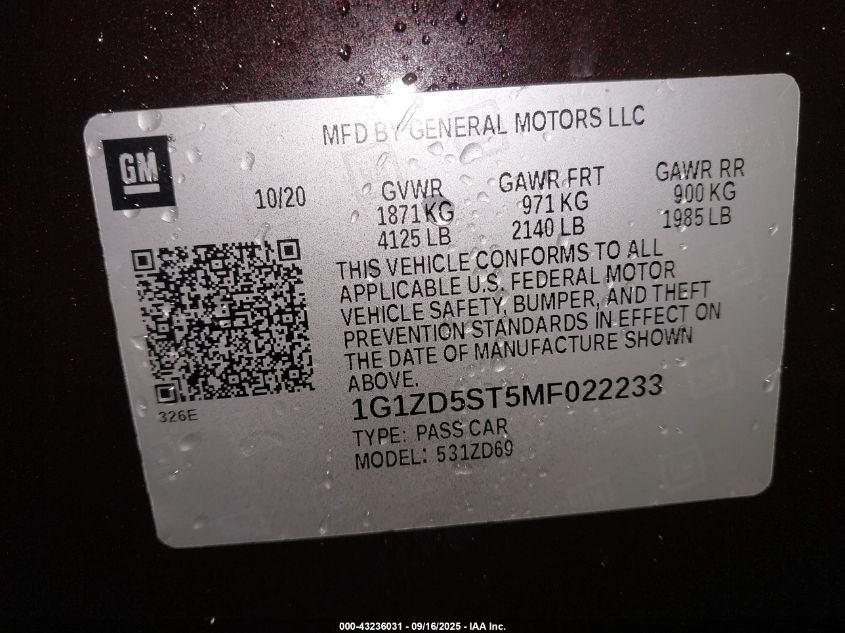 MFD BY GENERAL MOTORS LLC
GM
10/20
GVWR
1871 KG
4125 LB
GAWR FRT
971 KG
2140 LB
GAWR RR
900 KG
1985 LB
THIS VEHICLE CONFORMS TO ALL
APPLICABLE U.S. FEDERAL MOTOR
VEHICLE SAFETY, BUMPER, AND THEFT
PREVENTION STANDARDS IN EFFECT ON
THE DATE OF MANUFACTURE SHOWN
ABOVE.
326E
1G1ZD5ST5MF022233
TYPE: PASS CAR
MODEL: 531ZD69
000-43236031 - 09/16/2025 - IAA Inc.